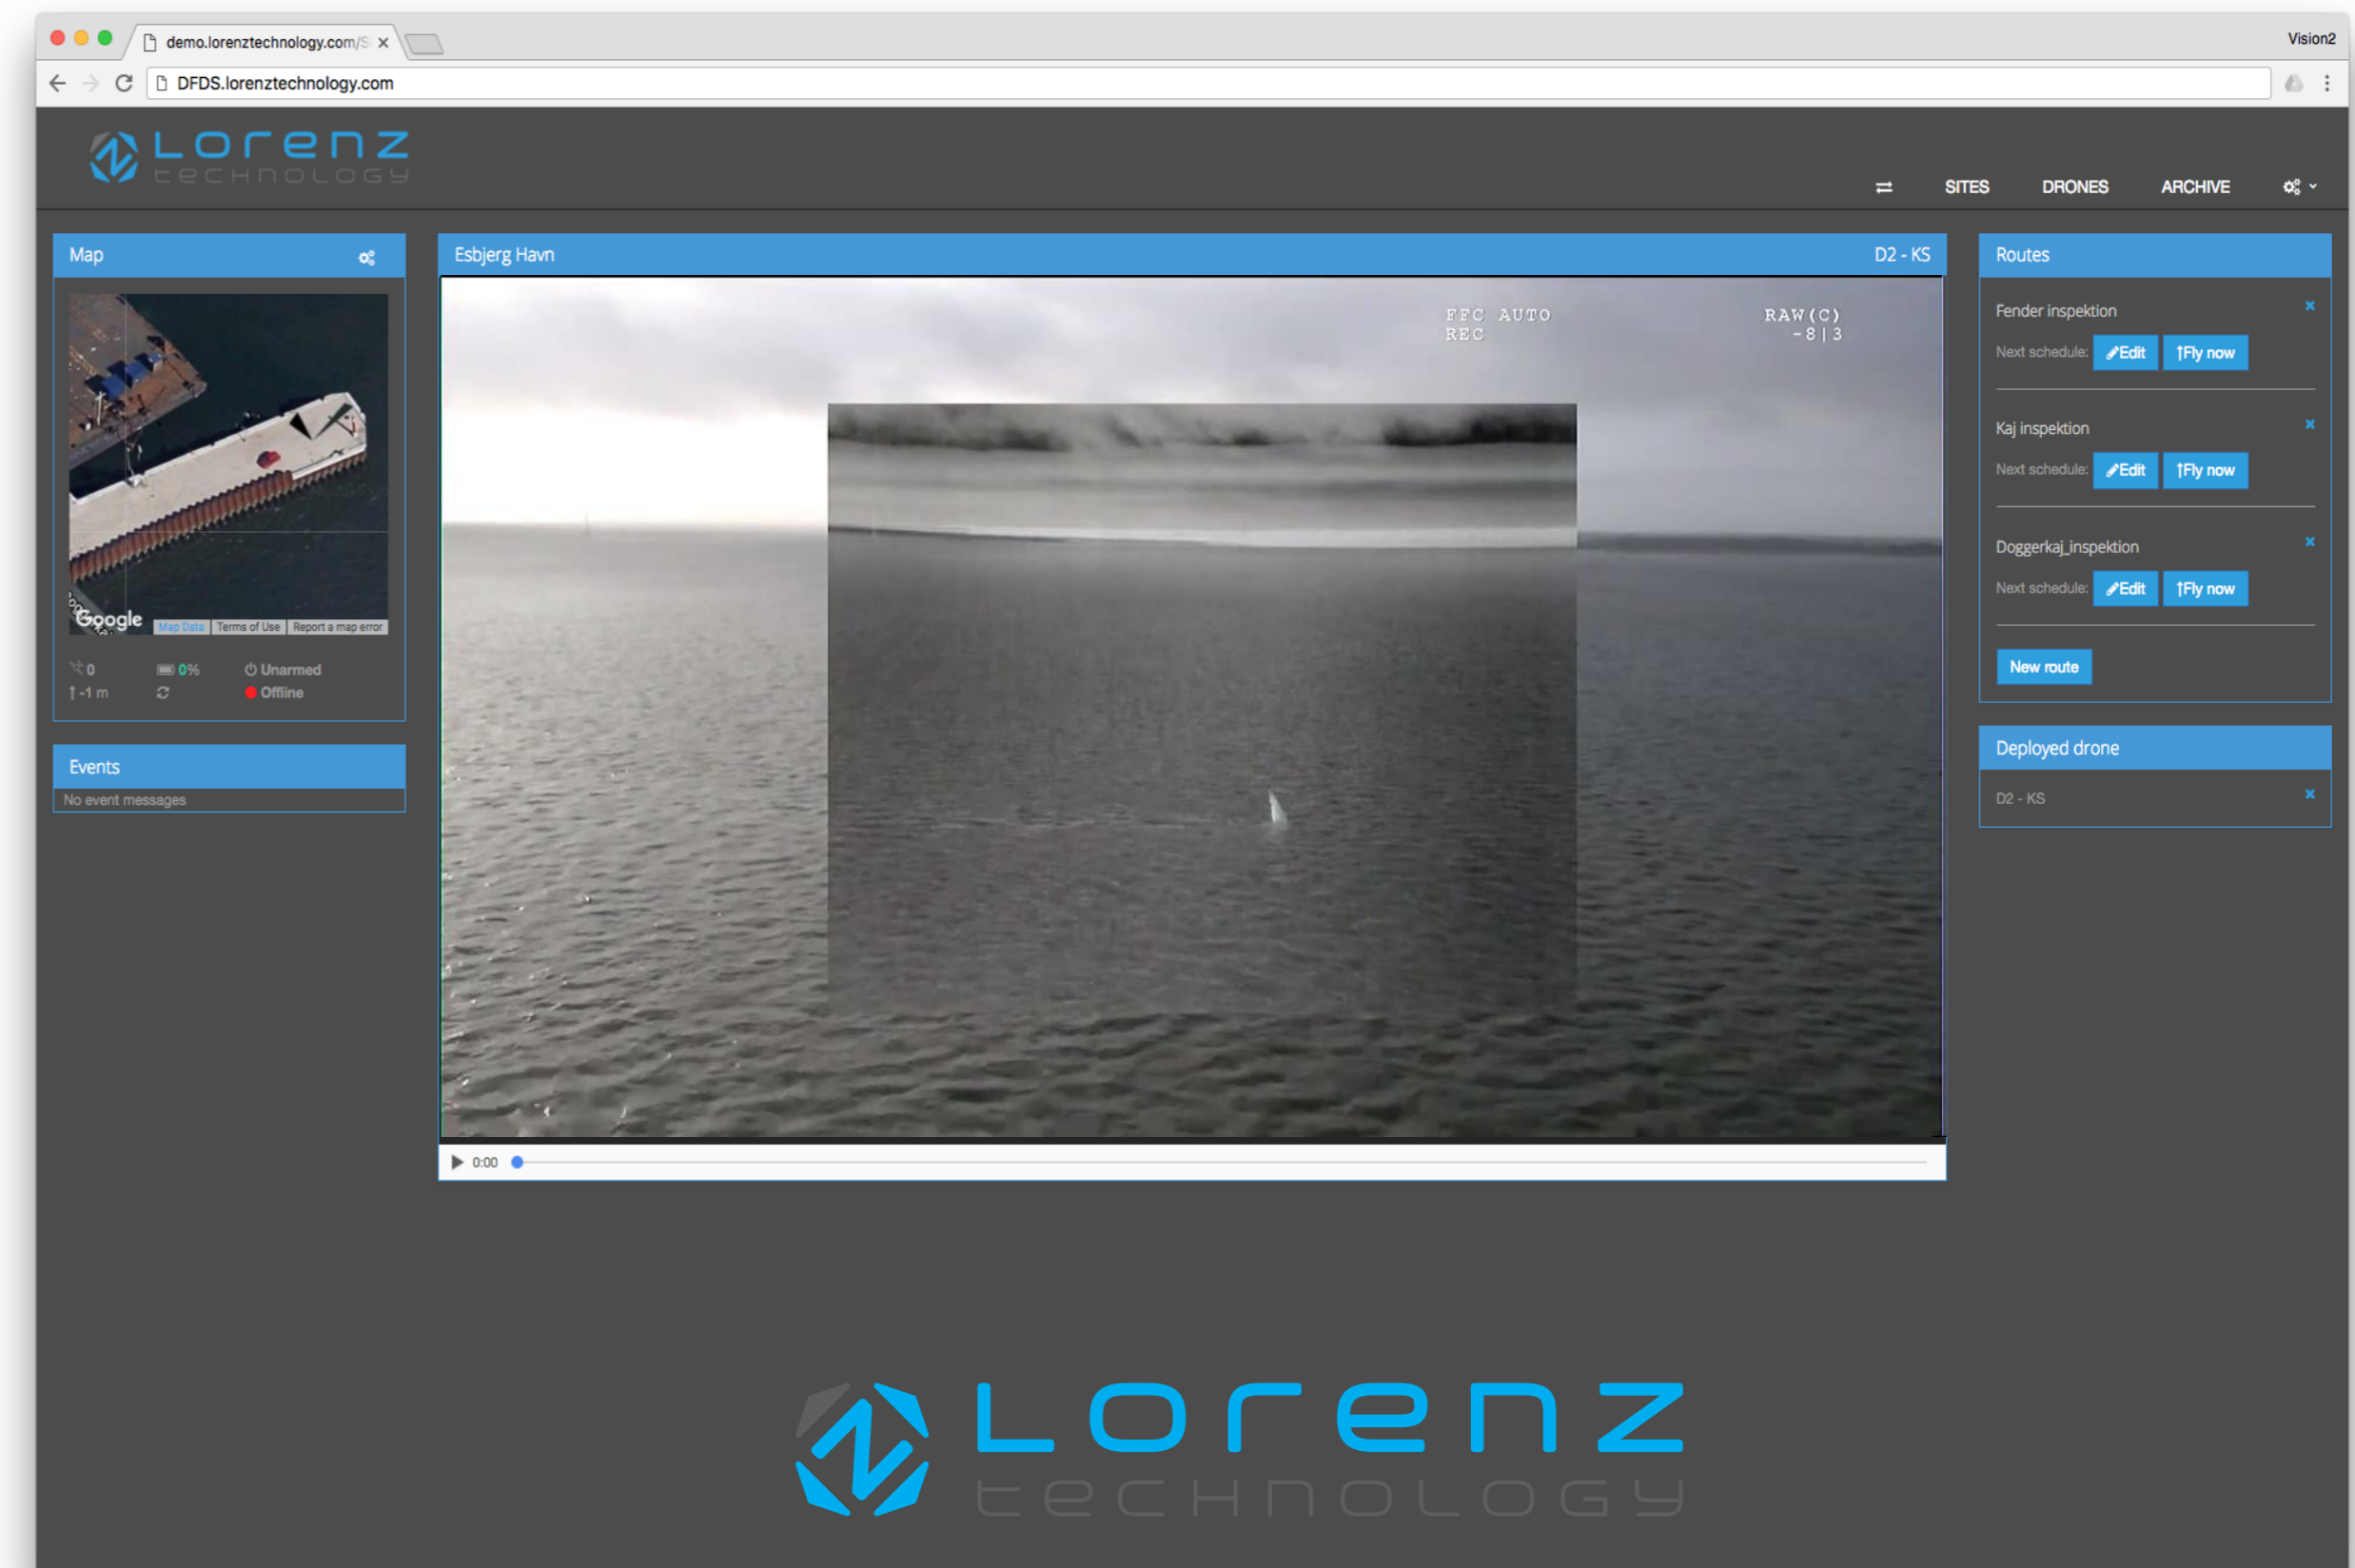 demo.lorenztechnology.com/S
Vision2
DFDS.lorenztechnology.com
Lorenz
TECHNOLOGY
SITES DRONES ARCHIVE
Map
Google
Map Data Terms of Use Report a map error
0 0% Unarmed
-1 m Offline
Events
No event messages
Esbjerg Havn D2 - KS
FFC AUTO RAW(C)
REC -8|3
0:00
Routes
Fender inspektion
Next schedule: Edit Fly now
Kaj inspektion
Next schedule: Edit Fly now
Doggerkaj_inspektion
Next schedule: Edit Fly now
New route
Deployed drone
D2 - KS
Lorenz
TECHNOLOGY